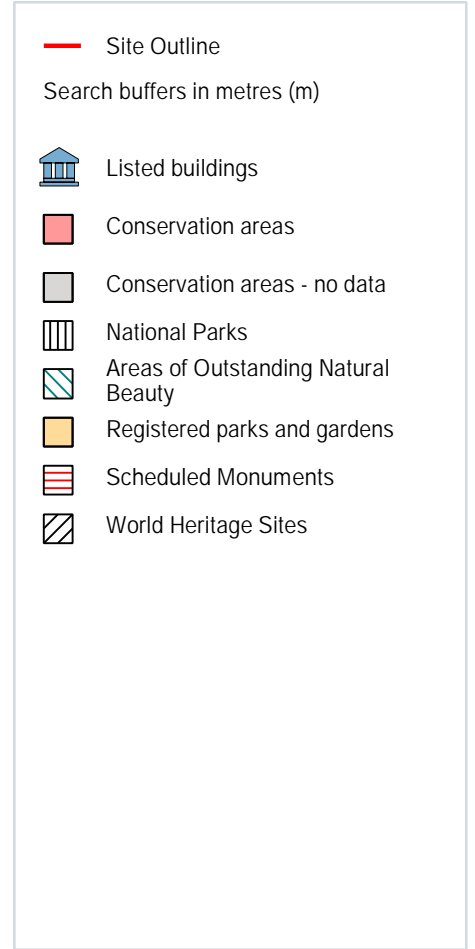 Site Outline
Search buffers in metres (m)
Listed buildings
Conservation areas
Conservation areas - no data
National Parks
Areas of Outstanding Natural
Beauty
Registered parks and gardens
Scheduled Monuments
World Heritage Sites